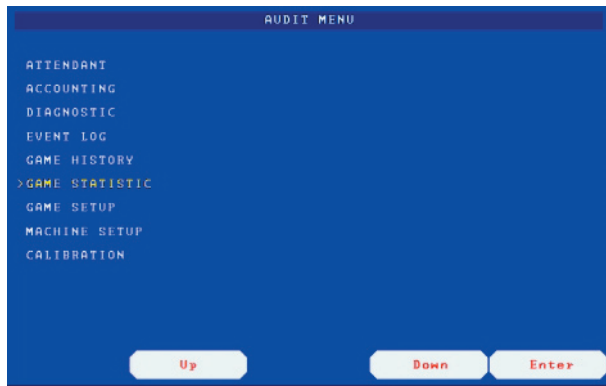 AUDIT MENU
ATTENDANT
ACCOUNTING
DIAGNOSTIC
EVENT LOG
GAME HISTORY
>GAME STATISTIC
GAME SETUP
MACHINE SETUP
CALIBRATION
Up Down Enter